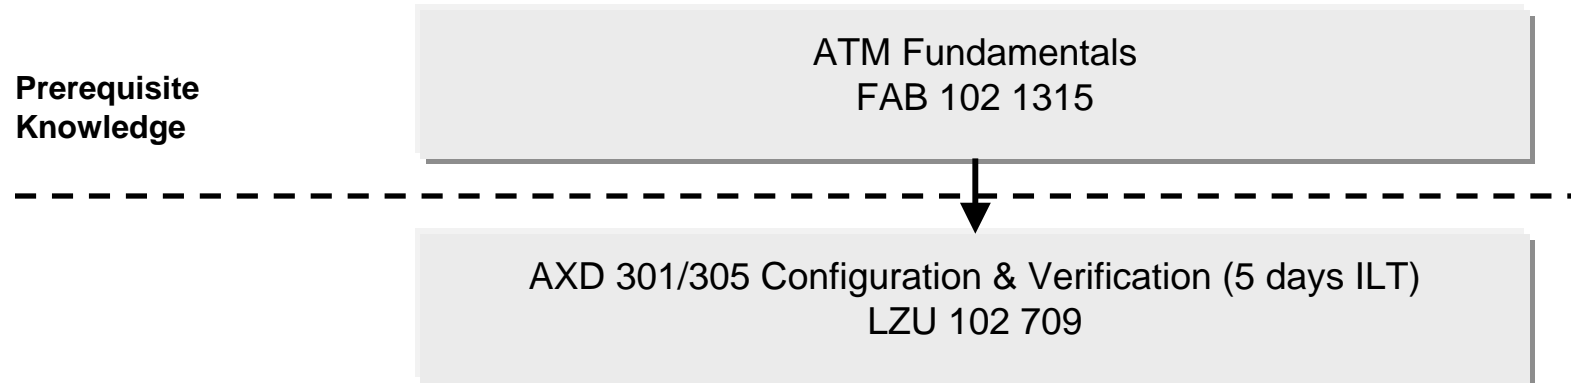 ATM Fundamentals
FAB 102 1315
Prerequisite
Knowledge
AXD 301/305 Configuration & Verification (5 days ILT)
LZU 102 709